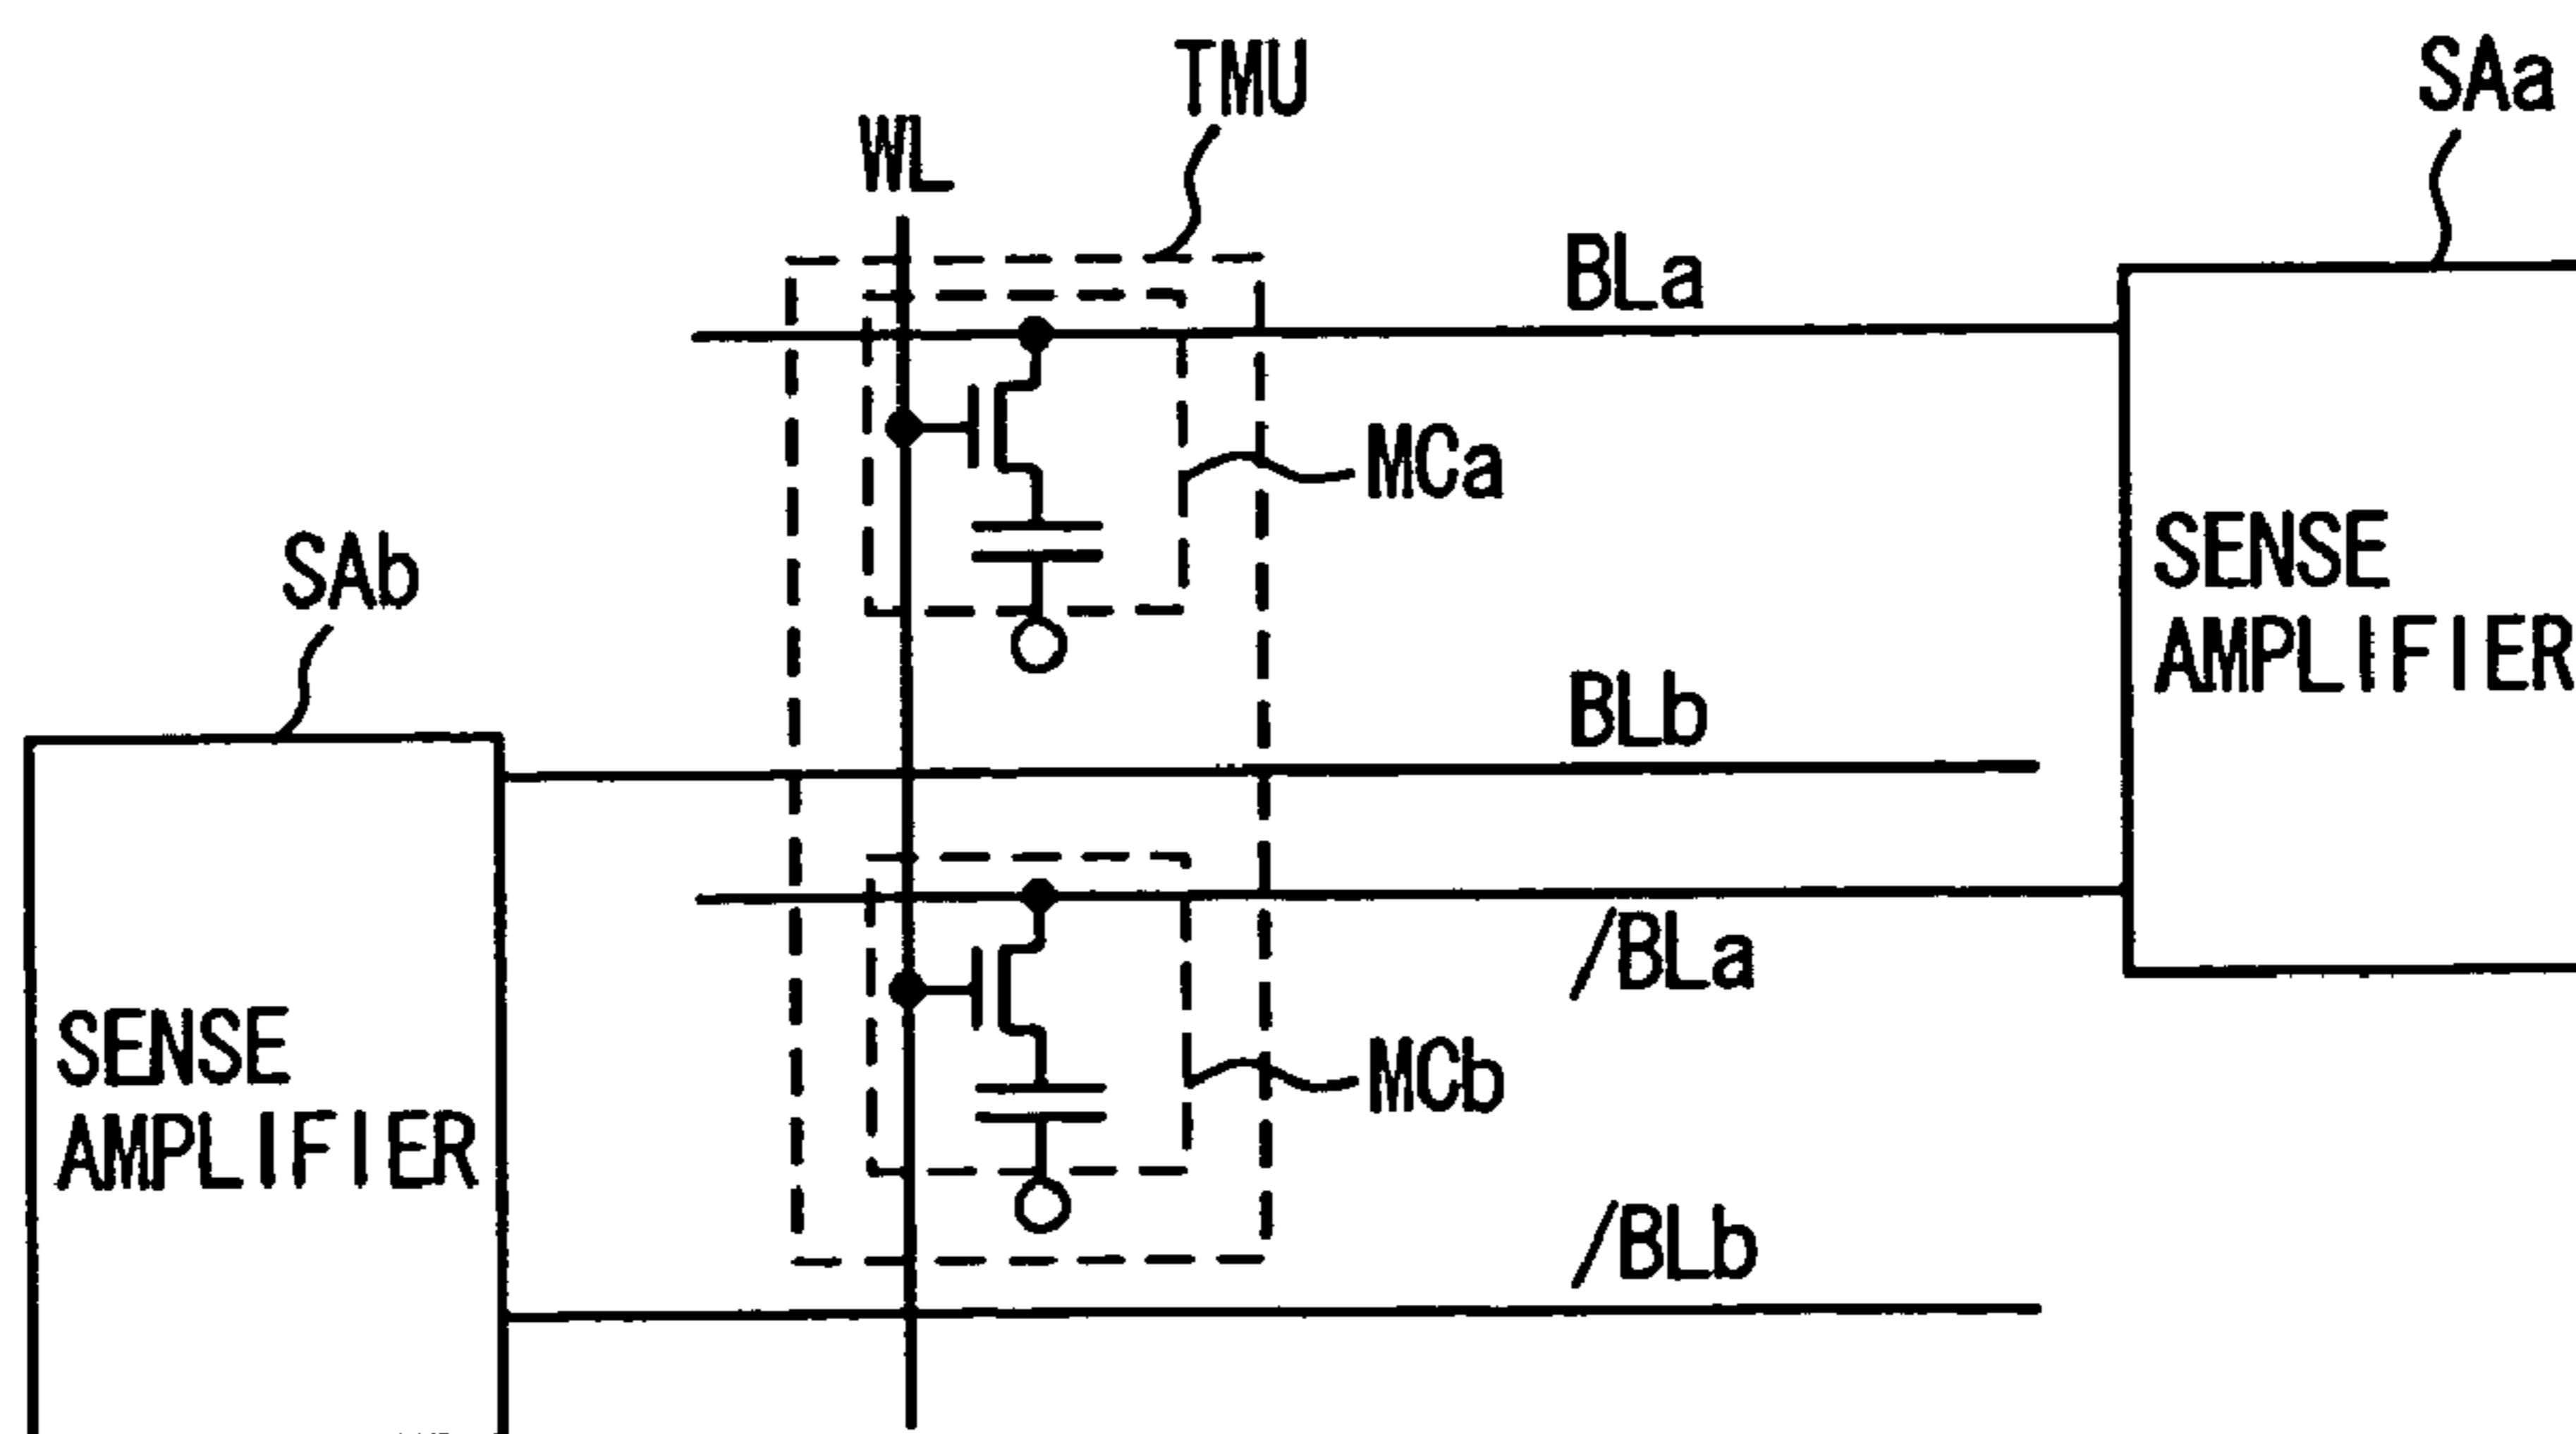 TMU
SAa
WL
BLa
MCa
SENSE
AMPLIFIER
SAb
BLb
/BLa
SENSE
AMPLIFIER
MCb
/BLb